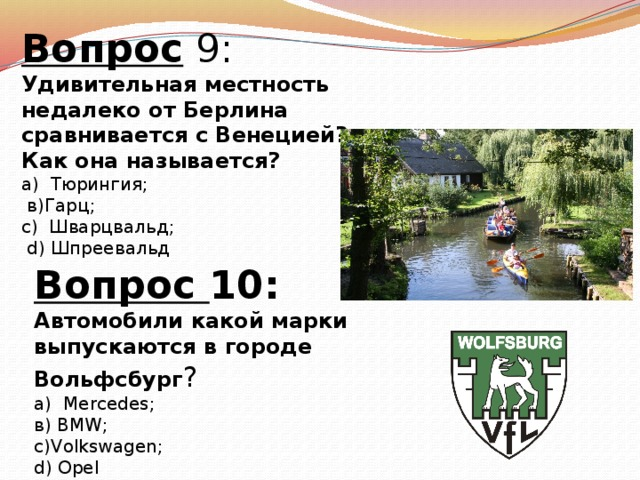 Вопрос 9:
Удивительная местность
недалеко от Берлина
сравнивается с Венецией?
Как она называется?
а) Тюрингия;
в)Гарц;
с) Шварцвальд;
d) Шпреевальд
Вопрос 10:
Автомобили какой марки
выпускаются в городе
Вольфсбург?
а) Mercedes;
в) BMW;
с)Volkswagen;
d) Opel
WOLFSBURG
VfL